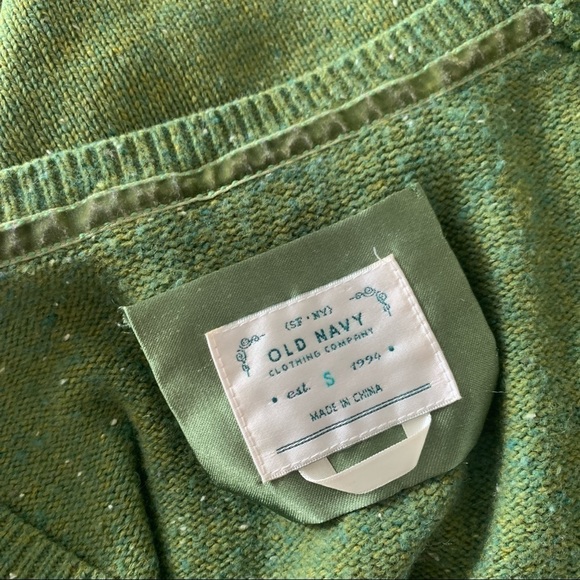 (SF·NY)
OLD NAVY
CLOTHING COMPANY
• est. S 1994 •
MADE IN CHINA